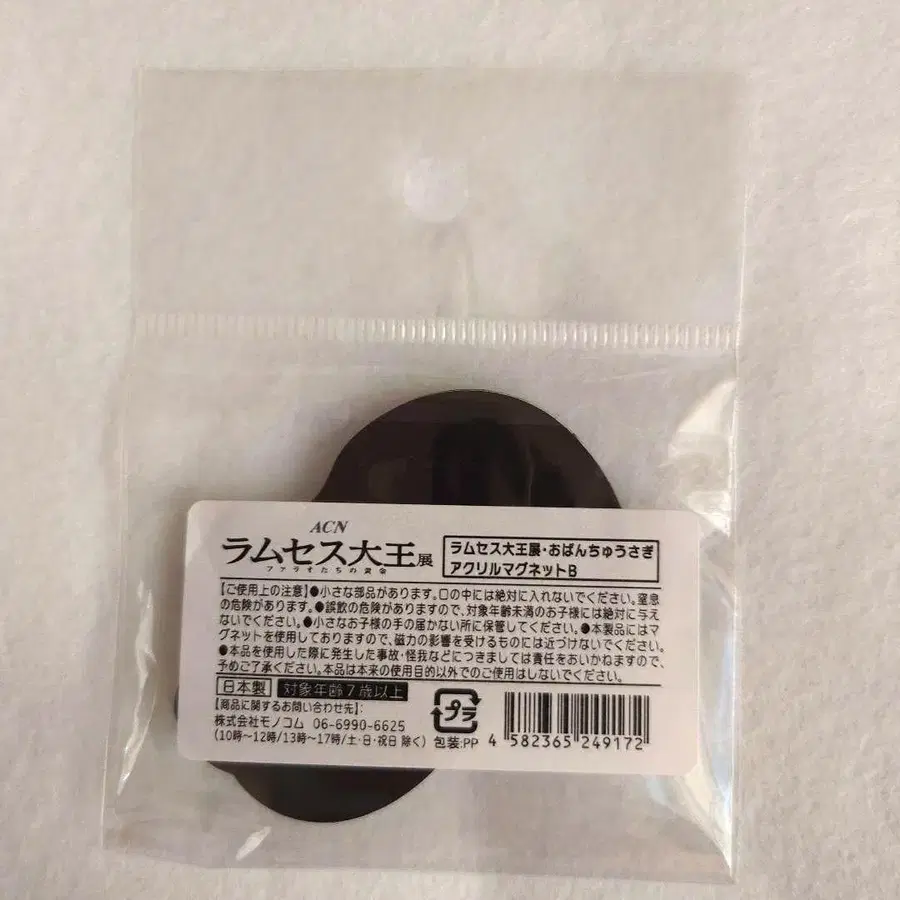 ACN
ラムセス大王展
ファラオたちの黄金
ラムセス大王展・おぱんちゅうさぎ
アクリルマグネットB
【ご使用上の注意】●小さな部品があります。口の中には絶対に入れないでください。窒息
の危険があります。●誤飲の危険がありますので、対象年齢未満のお子様には絶対に与え
ないでください。●小さなお子様の手の届かない所に保管してください。●本製品にはマ
グネットを使用しておりますので、磁力の影響を受けるものには近づけないでください。
●本品を使用した際に発生した事故・怪我などにつきましては責任をおいかねますので、
予めご了承ください。本品は本来の使用目的以外でのご使用はしないでください。
日本製 対象年齢7歳以上
【商品に関するお問い合わせ先】:
株式会社モノコム 06-6990-6625
(10時〜12時/13時〜17時/土・日・祝日 除く)
プラ
包装:PP
4 582365 249172